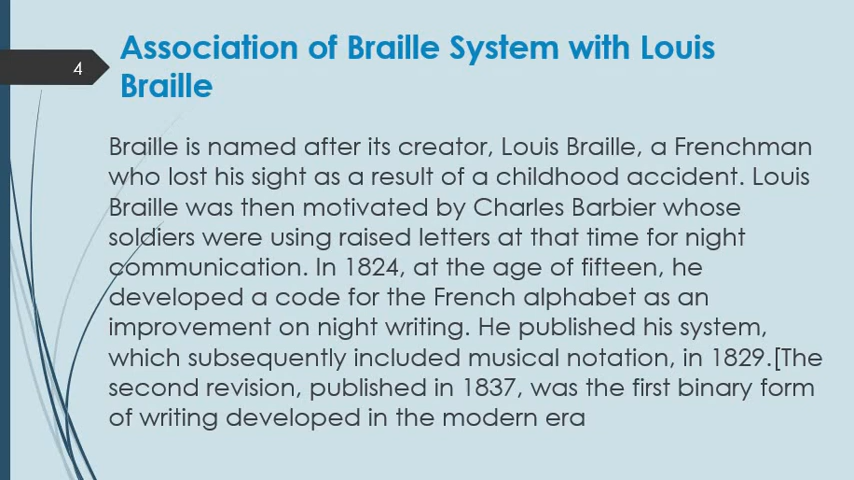 4
Association of Braille System with Louis
Braille
Braille is named after its creator, Louis Braille, a Frenchman
who lost his sight as a result of a childhood accident. Louis
Braille was then motivated by Charles Barbier whose
soldiers were using raised letters at that time for night
communication. In 1824, at the age of fifteen, he
developed a code for the French alphabet as an
improvement on night writing. He published his system,
which subsequently included musical notation, in 1829.[The
second revision, published in 1837, was the first binary form
of writing developed in the modern era